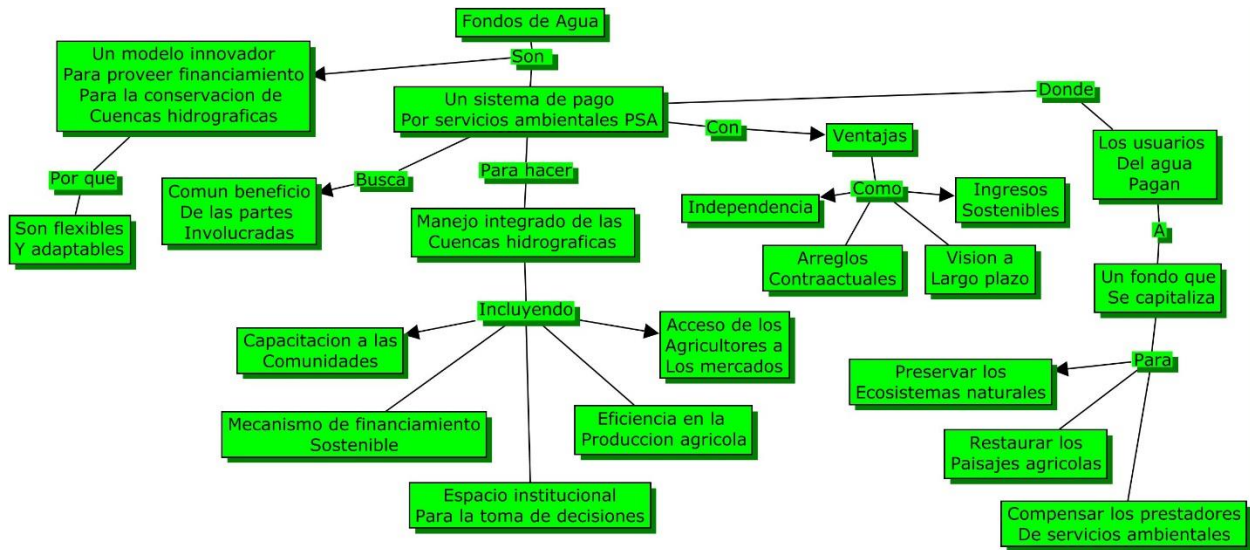 Fondos de Agua
Son
Un modelo innovador
Para proveer financiamiento
Para la conservacion de
Cuencas hidrograficas
Por que
Son flexibles
Y adaptables
Un sistema de pago
Por servicios ambientales PSA
Busca
Comun beneficio
De las partes
Involucradas
Para hacer
Manejo integrado de las
Cuencas hidrograficas
Incluyendo
Capacitacion a las
Comunidades
Mecanismo de financiamiento
Sostenible
Espacio institucional
Para la toma de decisiones
Eficiencia en la
Produccion agricola
Acceso de los
Agricultores a
Los mercados
Con
Ventajas
Como
Independencia
Arreglos
Contraactuales
Vision a
Largo plazo
Ingresos
Sostenibles
Donde
Los usuarios
Del agua
Pagan
A
Un fondo que
Se capitaliza
Para
Preservar los
Ecosistemas naturales
Restaurar los
Paisajes agricolas
Compensar los prestadores
De servicios ambientales